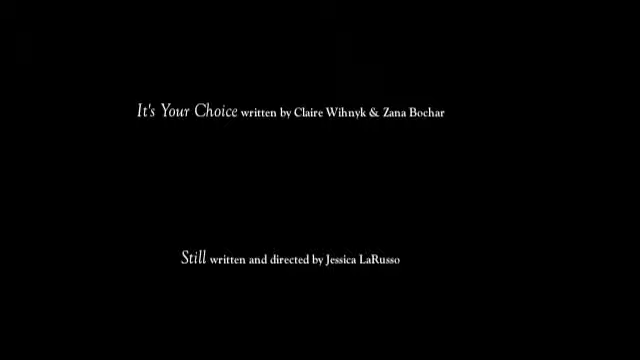 It's Your Choice written by Claire Wihnyk & Zana Bochar
Still written and directed by Jessica LaRusso